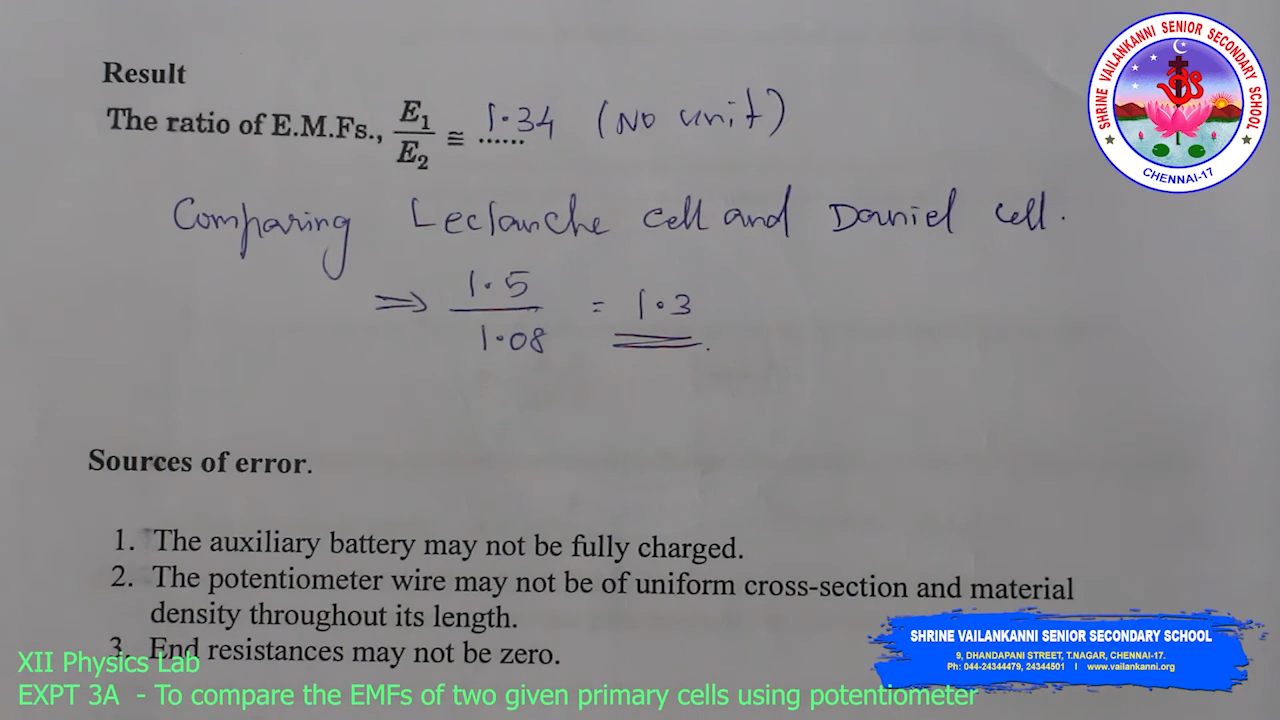 Result
The ratio of E.M.Fs., E1/E2 ≅ 1.34 (No unit)
Comparing Leclanche cell and Daniel cell.
⇒ 1.5/1.08 = 1.3
Sources of error.
1. The auxiliary battery may not be fully charged.
2. The potentiometer wire may not be of uniform cross-section and material
density throughout its length.
3. End resistances may not be zero.
XII Physics Lab
EXPT 3A - To compare the EMFs of two given primary cells using potentiometer
SHRINE VAILANKANNI SENIOR SECONDARY SCHOOL
CHENNAI-17
SHRINE VAILANKANNI SENIOR SECONDARY SCHOOL
9, DHANDAPANI STREET, T.NAGAR, CHENNAI-17.
Ph: 044-24344479, 24344501 I www.vailankanni.org